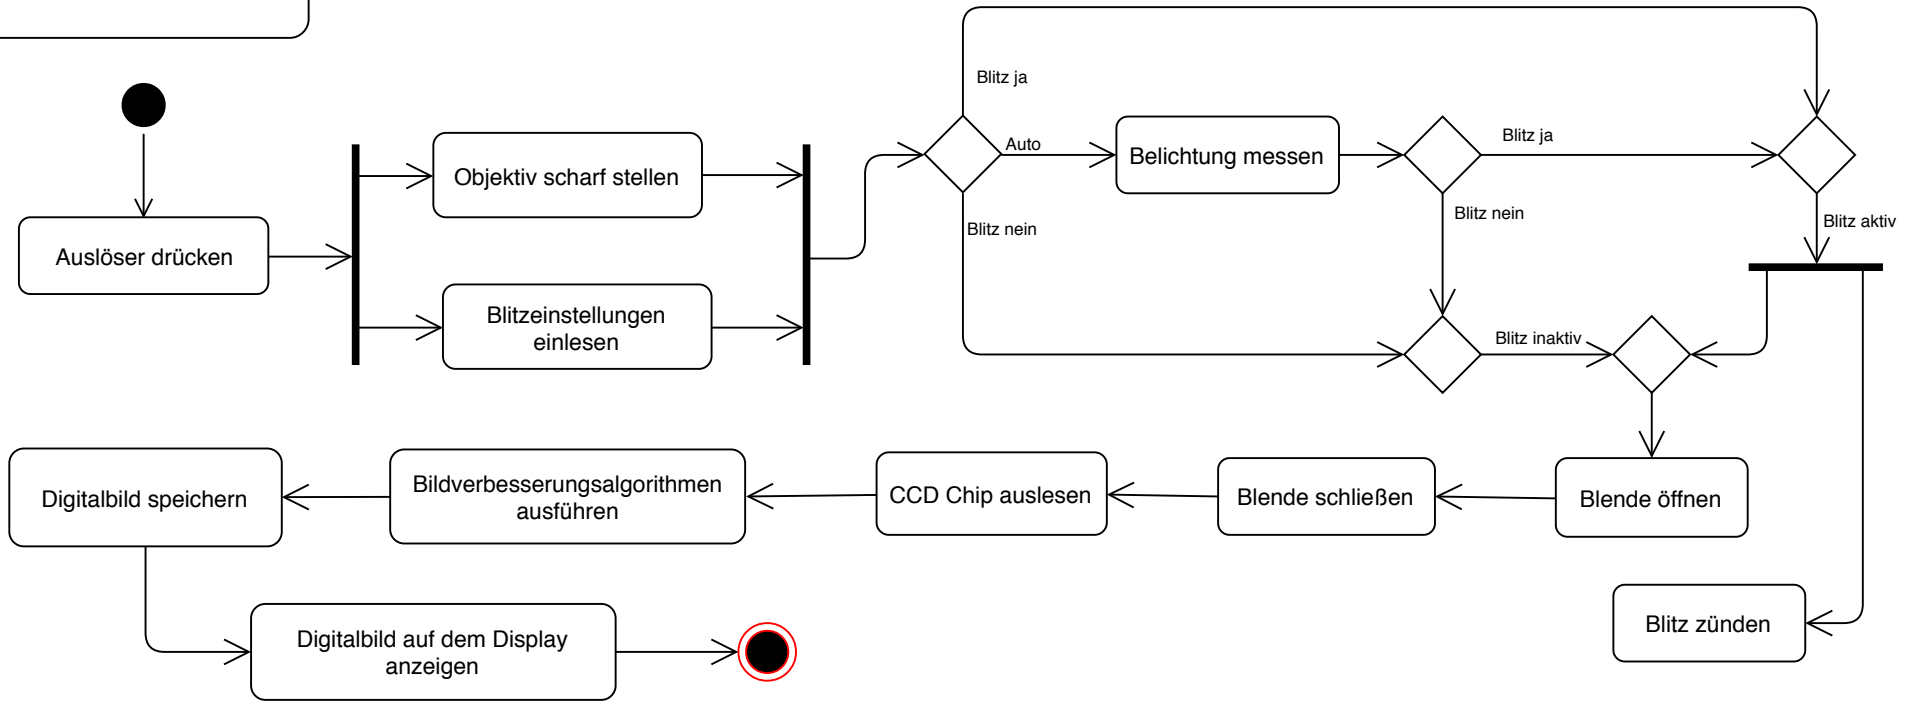 Blitz ja
Auto
Belichtung messen
Blitz ja
Objektiv scharf stellen
Blitz nein
Blitz nein
Blitz aktiv
Auslöser drücken
Blitzeinstellungen
einlesen
Blitz inaktiv
Digitalbild speichern
Bildverbesserungsalgorithmen
ausführen
CCD Chip auslesen
Blende schließen
Blende öffnen
Digitalbild auf dem Display
anzeigen
Blitz zünden